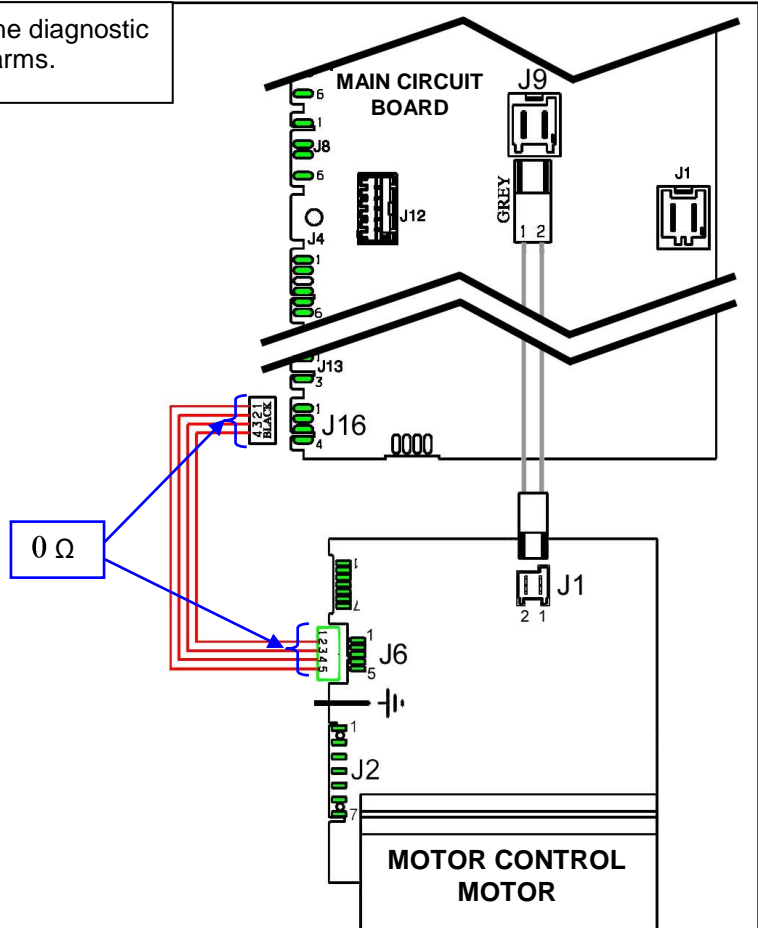 ne diagnostic
arms.
MAIN CIRCUIT
BOARD
6
J9
1
J8
6
J1
GREY
J12
J4
1 2
1
6
1
J13
3
1
J16
4
4321
BLACK
0 Ω
1
7
J1
2 1
12345
1
J6
5
1
J2
7
MOTOR CONTROL
MOTOR